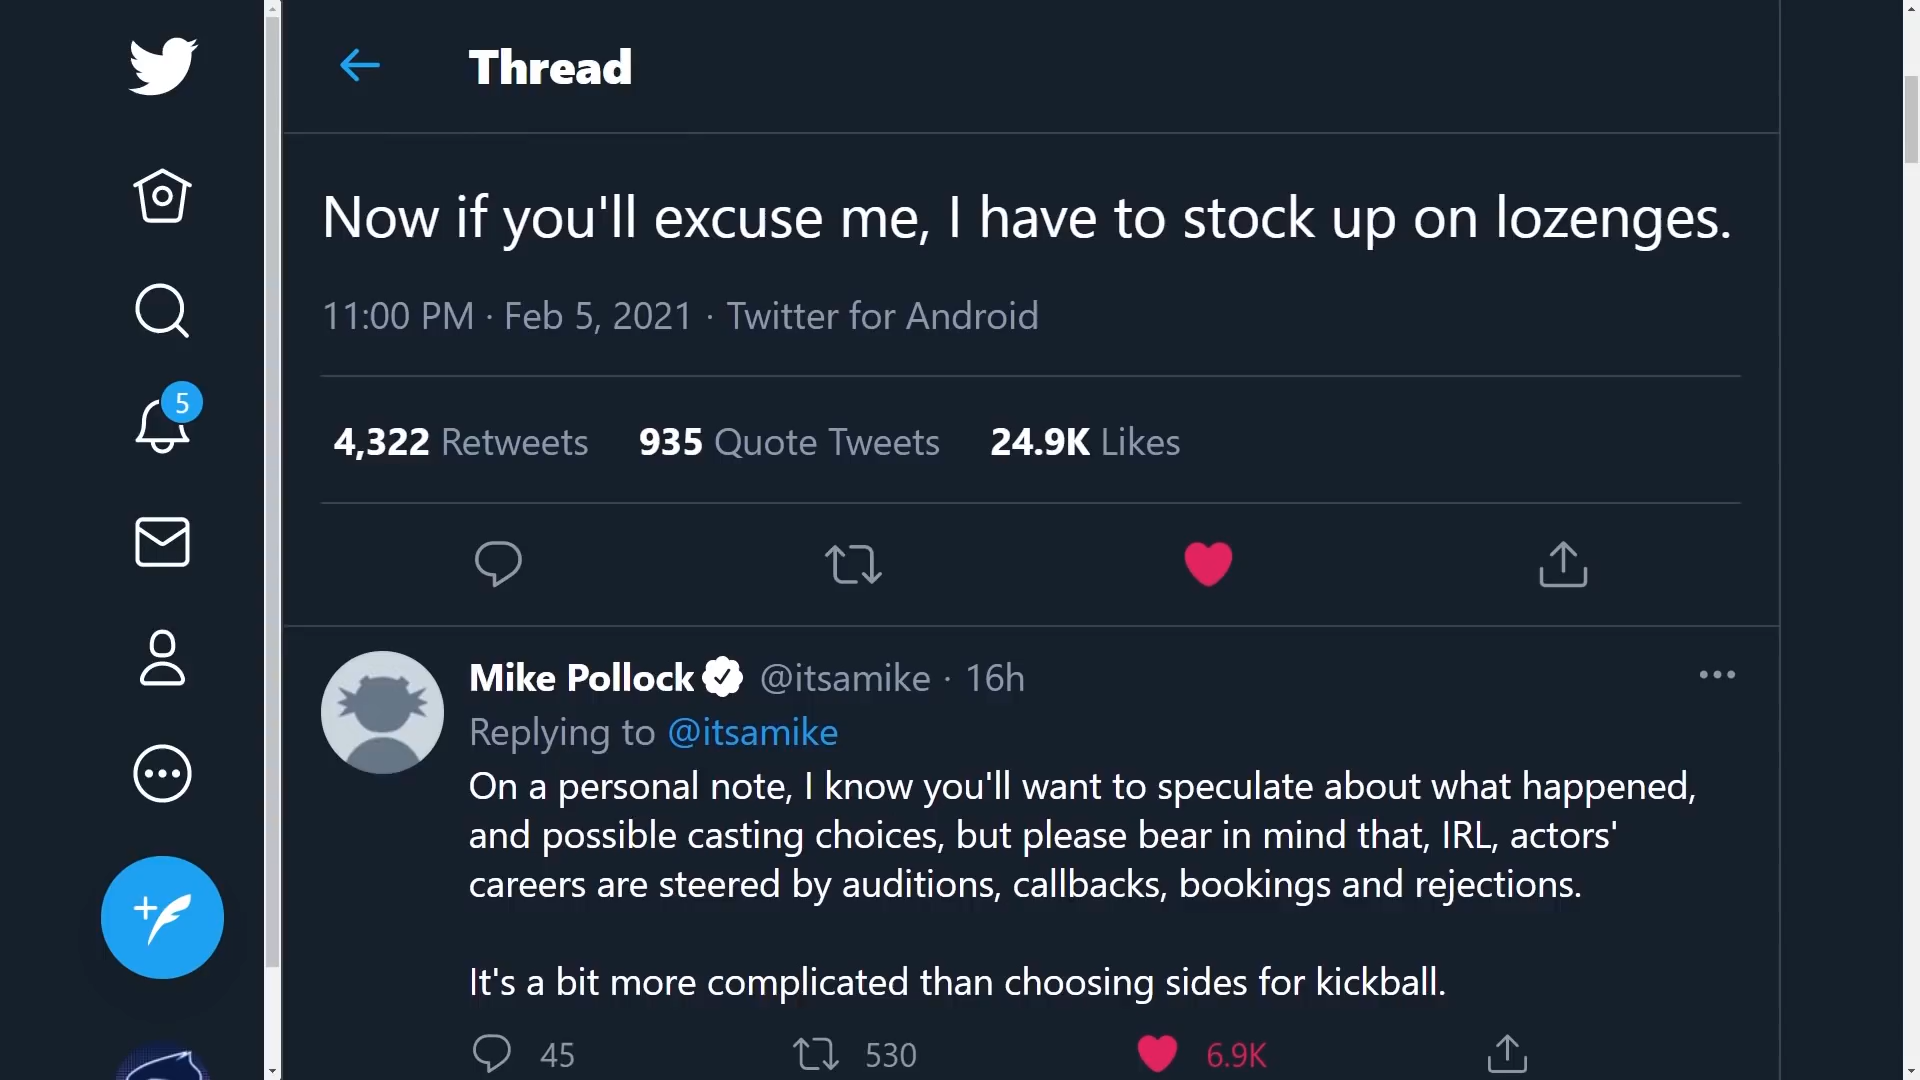 Thread
Now if you'll excuse me, I have to stock up on lozenges.
11:00 PM · Feb 5, 2021 · Twitter for Android
5
4,322 Retweets 935 Quote Tweets 24.9K Likes
Mike Pollock @itsamike · 16h
Replying to @itsamike
On a personal note, I know you'll want to speculate about what happened,
and possible casting choices, but please bear in mind that, IRL, actors'
careers are steered by auditions, callbacks, bookings and rejections.
It's a bit more complicated than choosing sides for kickball.
45 530 6.9K